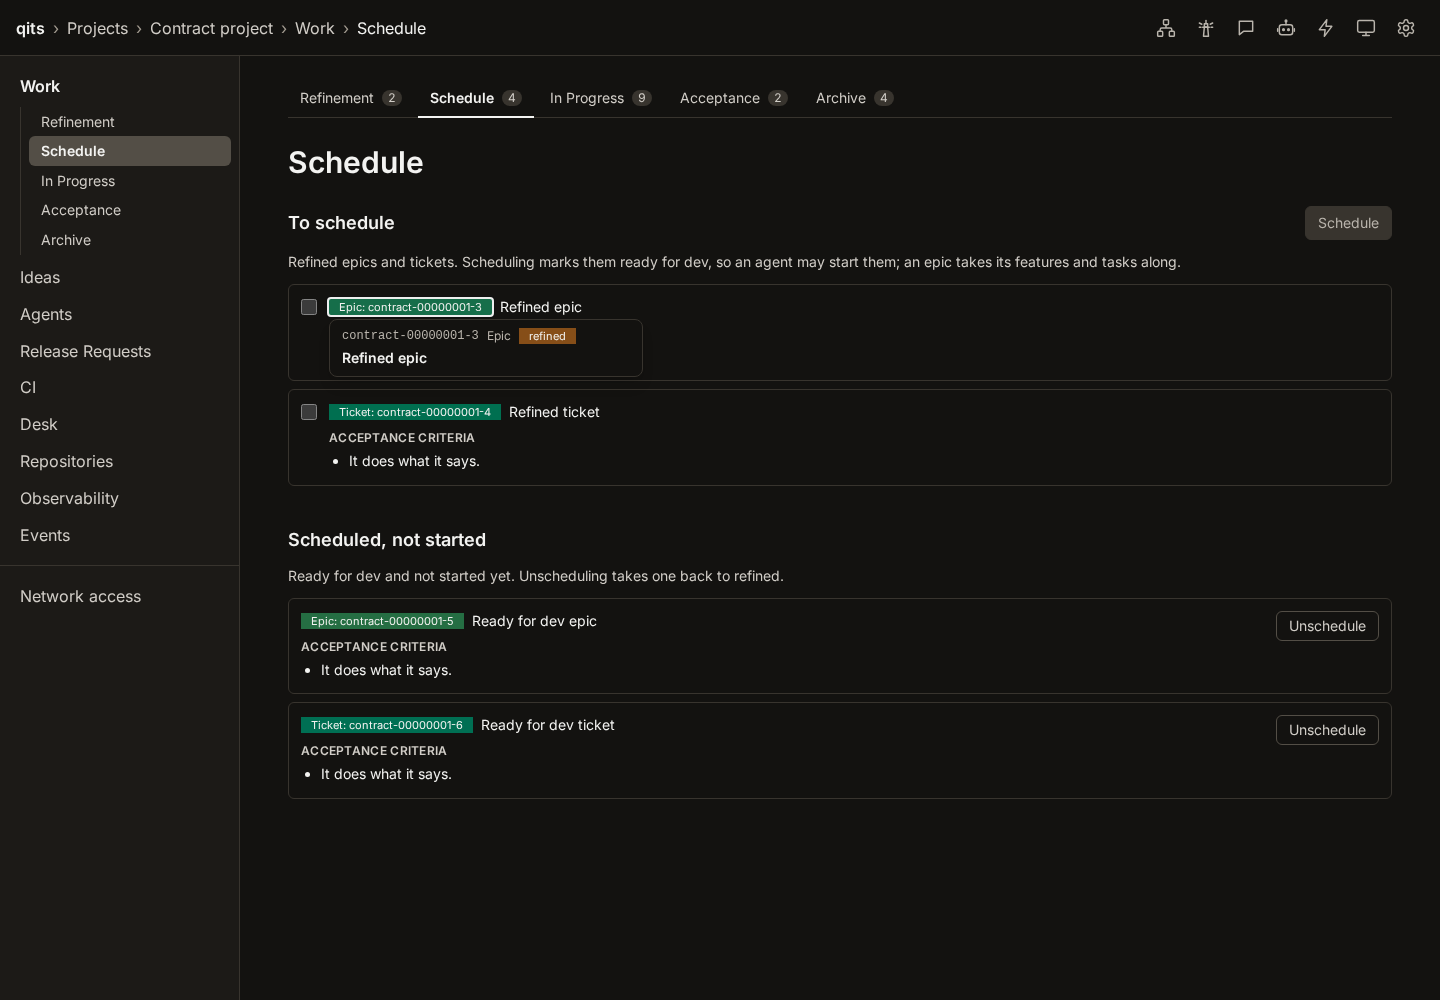 qits › Projects › Contract project › Work › Schedule
Work
Refinement
Schedule
In Progress
Acceptance
Archive
Ideas
Agents
Release Requests
CI
Desk
Repositories
Observability
Events
Network access
Refinement 2 Schedule 4 In Progress 9 Acceptance 2 Archive 4
Schedule
To schedule
Schedule
Refined epics and tickets. Scheduling marks them ready for dev, so an agent may start them; an epic takes its features and tasks along.
Epic: contract-00000001-3 Refined epic
contract-00000001-3 Epic refined
Refined epic
Ticket: contract-00000001-4 Refined ticket
ACCEPTANCE CRITERIA
• It does what it says.
Scheduled, not started
Ready for dev and not started yet. Unscheduling takes one back to refined.
Epic: contract-00000001-5 Ready for dev epic
Unschedule
ACCEPTANCE CRITERIA
• It does what it says.
Ticket: contract-00000001-6 Ready for dev ticket
Unschedule
ACCEPTANCE CRITERIA
• It does what it says.